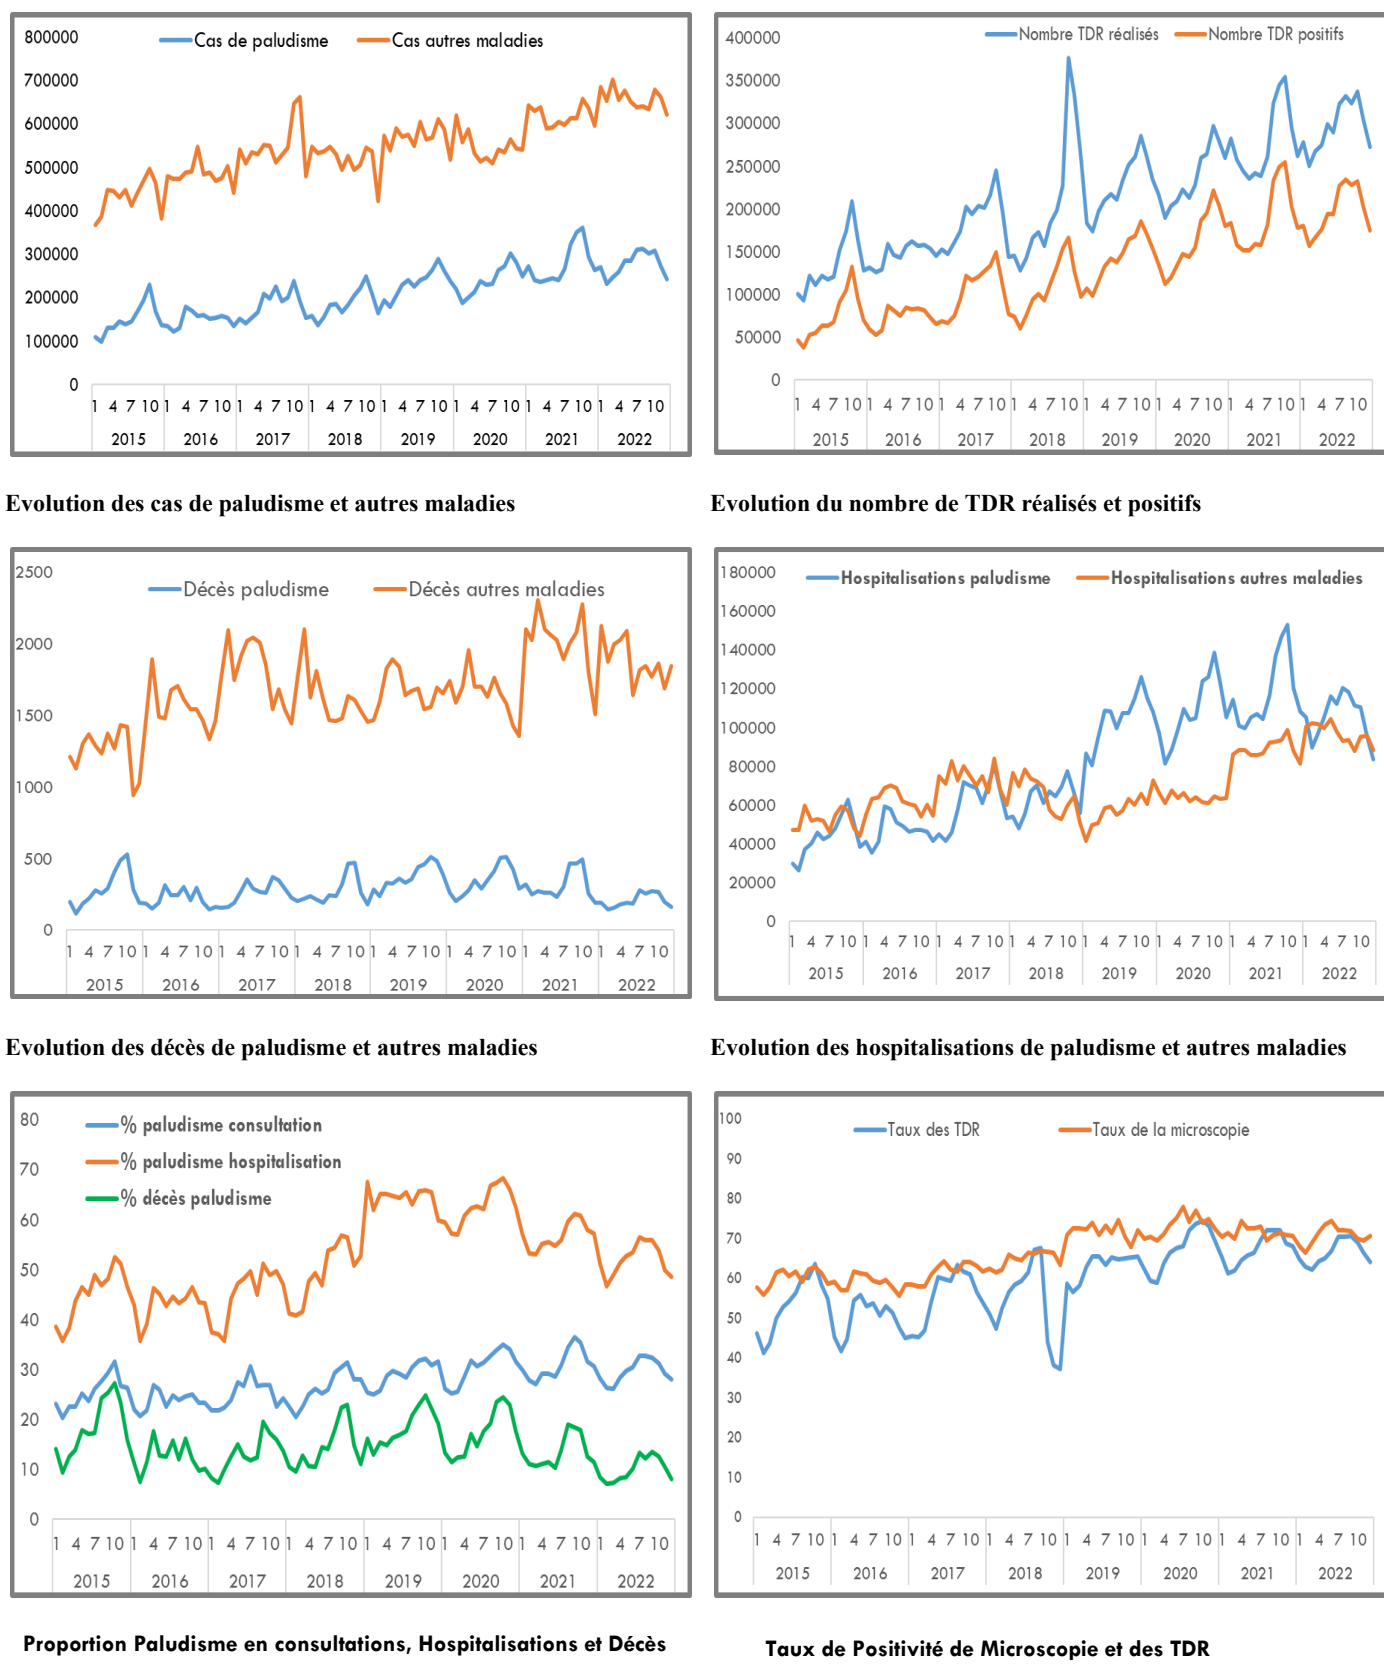 800000
700000
600000
500000
400000
300000
200000
100000
0
Cas de paludisme Cas autres maladies
1 4 7 10 1 4 7 10 1 4 7 10 1 4 7 10 1 4 7 10 1 4 7 10 1 4 7 10 1 4 7 10
2015 2016 2017 2018 2019 2020 2021 2022
Evolution des cas de paludisme et autres maladies
400000
350000
300000
250000
200000
150000
100000
50000
0
Nombre TDR réalisés Nombre TDR positifs
1 4 7 10 1 4 7 10 1 4 7 10 1 4 7 10 1 4 7 10 1 4 7 10 1 4 7 10 1 4 7 10
2015 2016 2017 2018 2019 2020 2021 2022
Evolution du nombre de TDR réalisés et positifs
2500
2000
1500
1000
500
0
Décès paludisme Décès autres maladies
1 4 7 10 1 4 7 10 1 4 7 10 1 4 7 10 1 4 7 10 1 4 7 10 1 4 7 10 1 4 7 10
2015 2016 2017 2018 2019 2020 2021 2022
Evolution des décès de paludisme et autres maladies
180000
160000
140000
120000
100000
80000
60000
40000
20000
0
Hospitalisations paludisme Hospitalisations autres maladies
1 4 7 10 1 4 7 10 1 4 7 10 1 4 7 10 1 4 7 10 1 4 7 10 1 4 7 10 1 4 7 10
2015 2016 2017 2018 2019 2020 2021 2022
Evolution des hospitalisations de paludisme et autres maladies
80
70
60
50
40
30
20
10
0
% paludisme consultation
% paludisme hospitalisation
% décès paludisme
1 4 7 10 1 4 7 10 1 4 7 10 1 4 7 10 1 4 7 10 1 4 7 10 1 4 7 10 1 4 7 10
2015 2016 2017 2018 2019 2020 2021 2022
Proportion Paludisme en consultations, Hospitalisations et Décès
100
90
80
70
60
50
40
30
20
10
0
Taux des TDR Taux de la microscopie
1 4 7 10 1 4 7 10 1 4 7 10 1 4 7 10 1 4 7 10 1 4 7 10 1 4 7 10 1 4 7 10
2015 2016 2017 2018 2019 2020 2021 2022
Taux de Positivité de Microscopie et des TDR